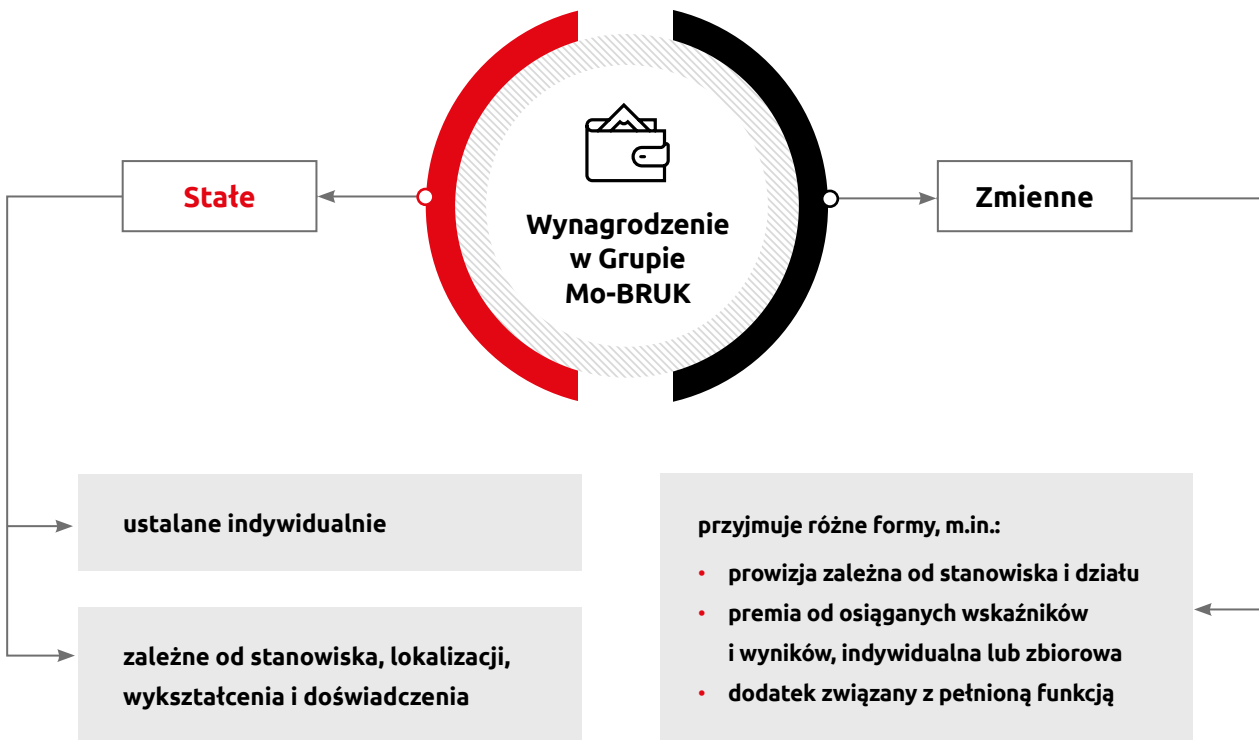 Wynagrodzenie
w Grupie
Mo-BRUK
Stałe
Zmienne
ustalane indywidualnie
zależne od stanowiska, lokalizacji,
wykształcenia i doświadczenia
przyjmuje różne formy, m.in.:
• prowizja zależna od stanowiska i działu
• premia od osiąganych wskaźników
i wyników, indywidualna lub zbiorowa
• dodatek związany z pełnioną funkcją